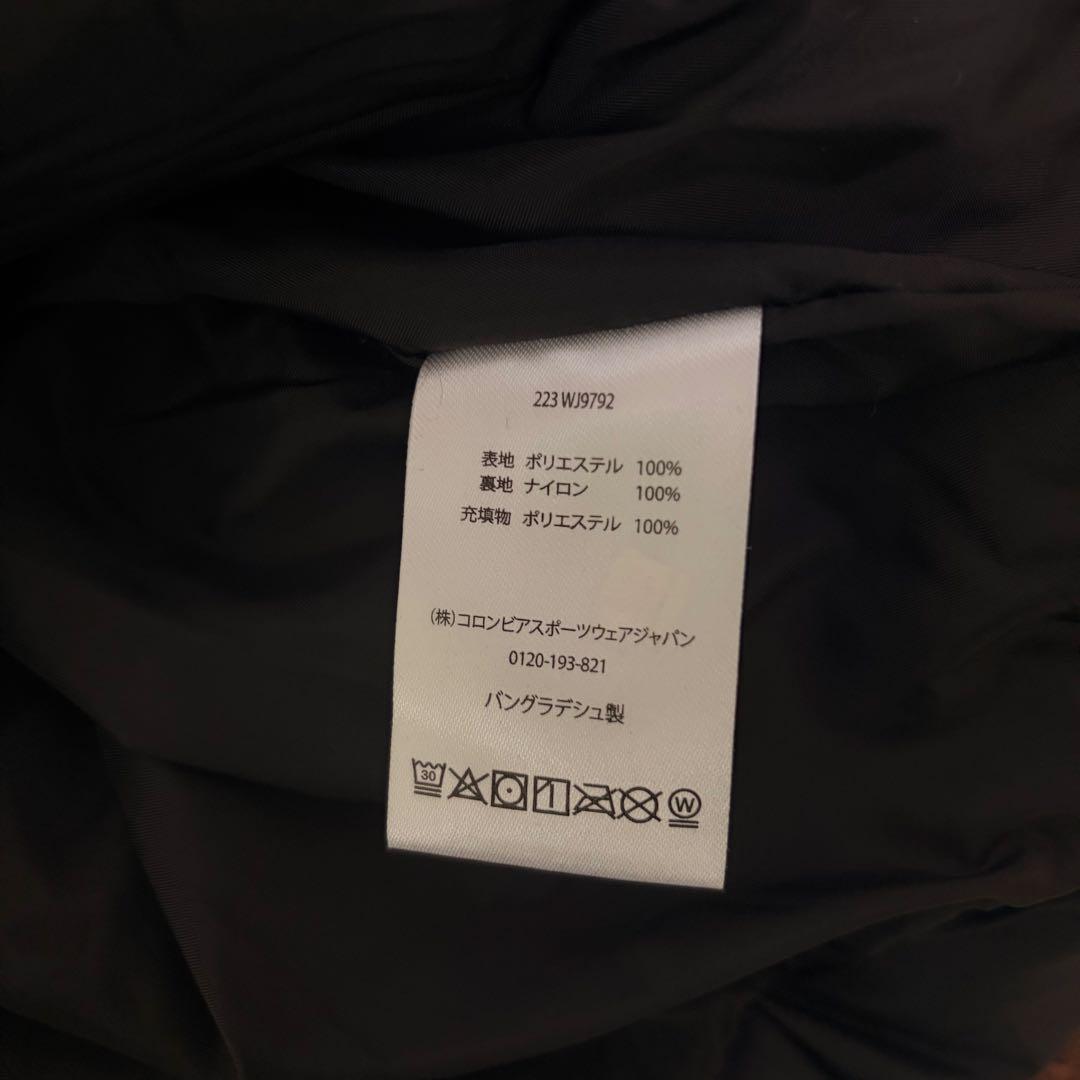 223 WJ9792
表地 ポリエステル 100%
裏地 ナイロン 100%
充填物 ポリエステル 100%
(株)コロンビアスポーツウェアジャパン
0120-193-821
バングラデシュ製
30 W